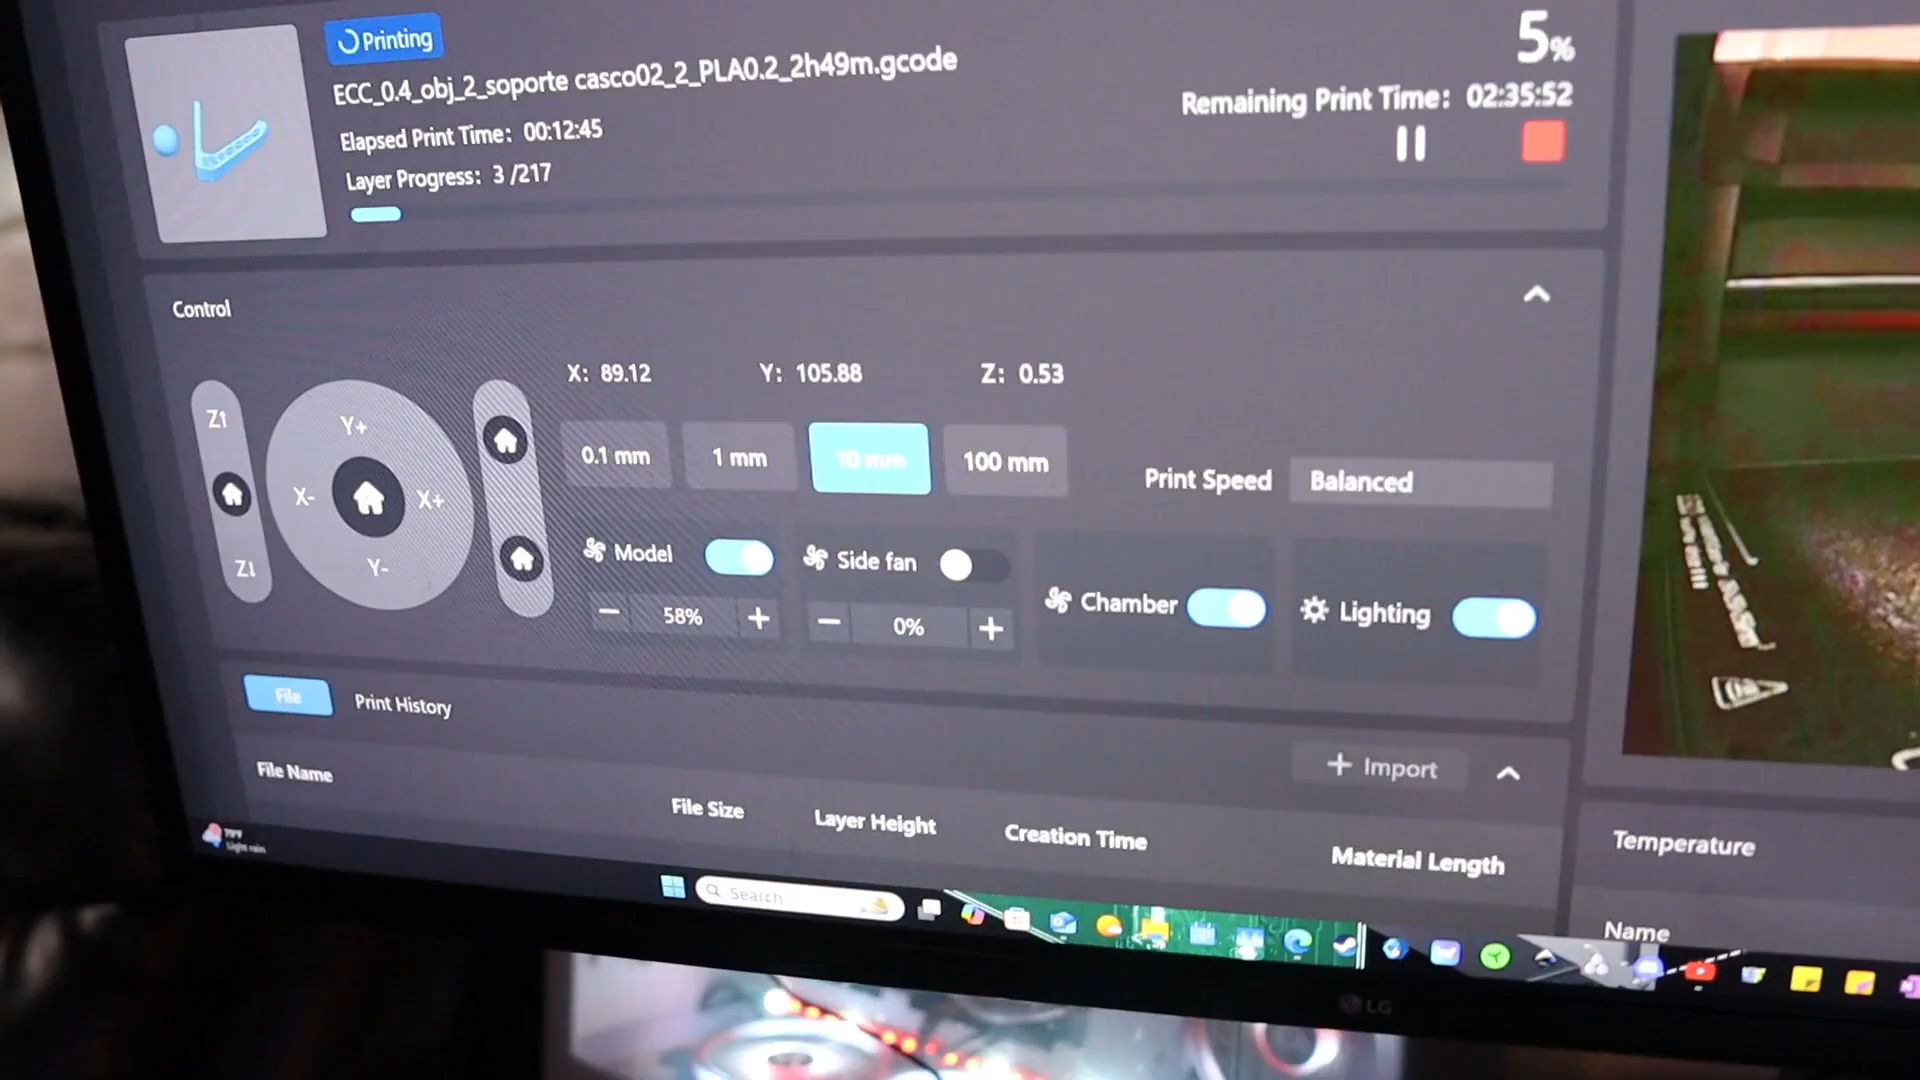 Printing
5%
ECC_0.4_obj_2_soporte casco02_2_PLA0.2_2h49m.gcode
Remaining Print Time: 02:35:52
Elapsed Print Time: 00:12:45
Layer Progress: 3 /217
Control
X: 89.12 Y: 105.88 Z: 0.53
Z↑
Y+
X-
X+
Y-
Z↓
0.1 mm 1 mm 10 mm 100 mm
Print Speed Balanced
Model Side fan Chamber Lighting
− 58% + − 0% +
File Print History
+ Import
File Name File Size Layer Height Creation Time Material Length
Temperature
Name
Light rain
Search
LG